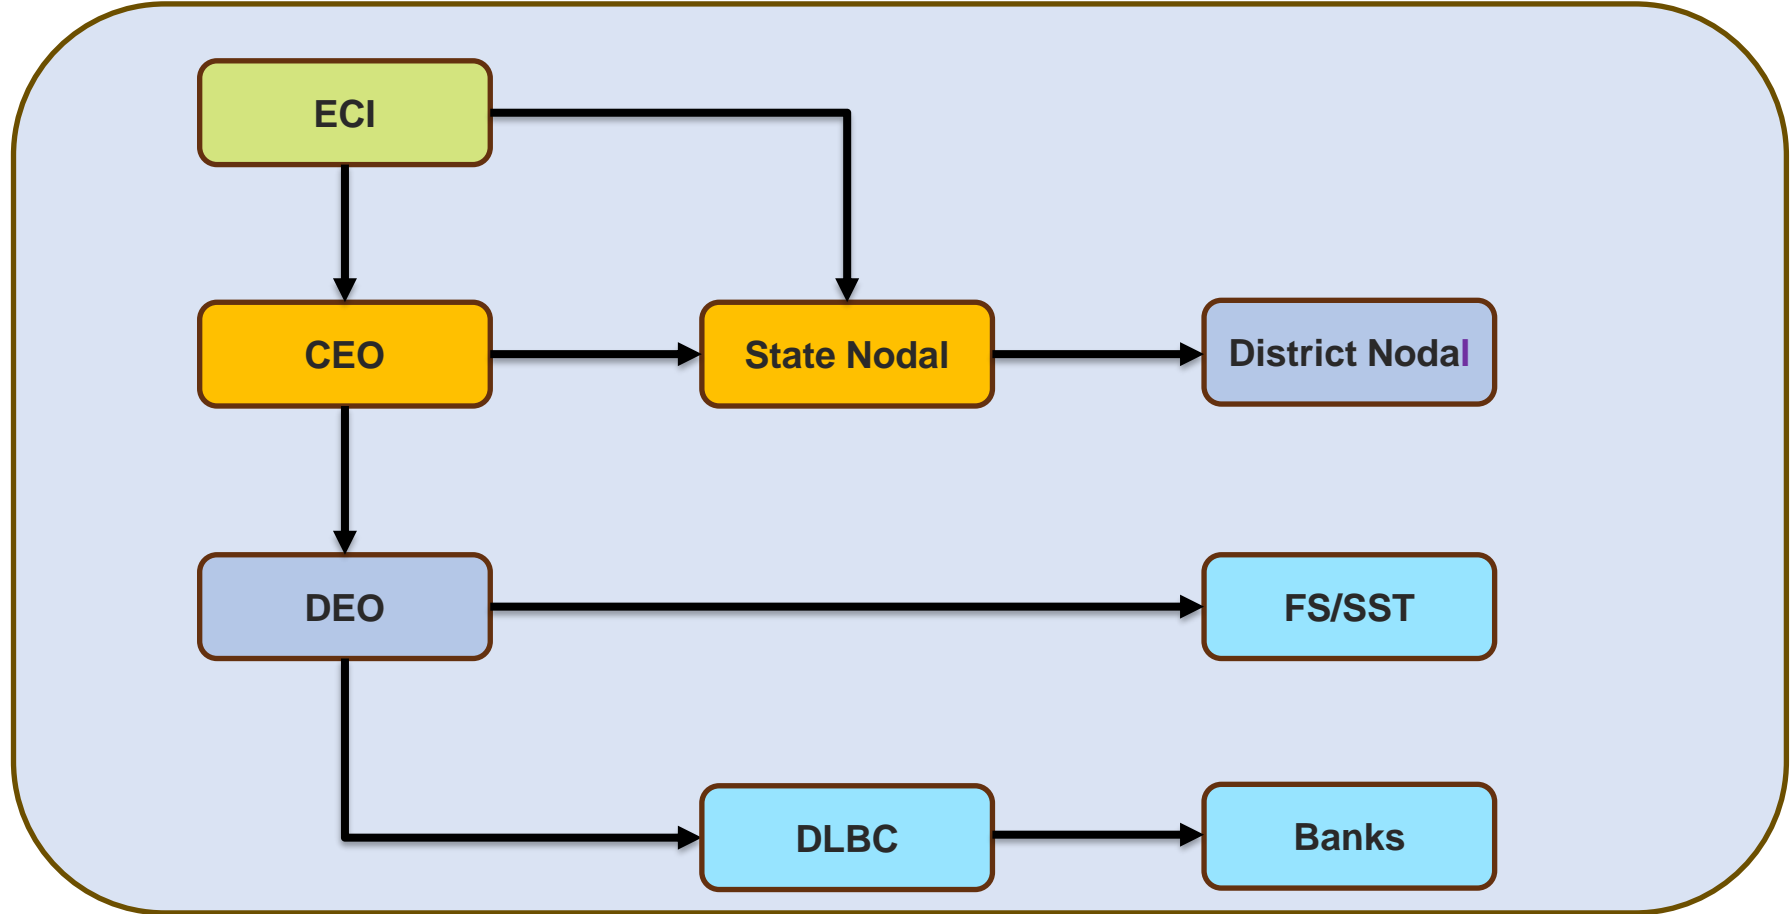 ECI
CEO
State Nodal
District Nodal
DEO
FS/SST
DLBC
Banks